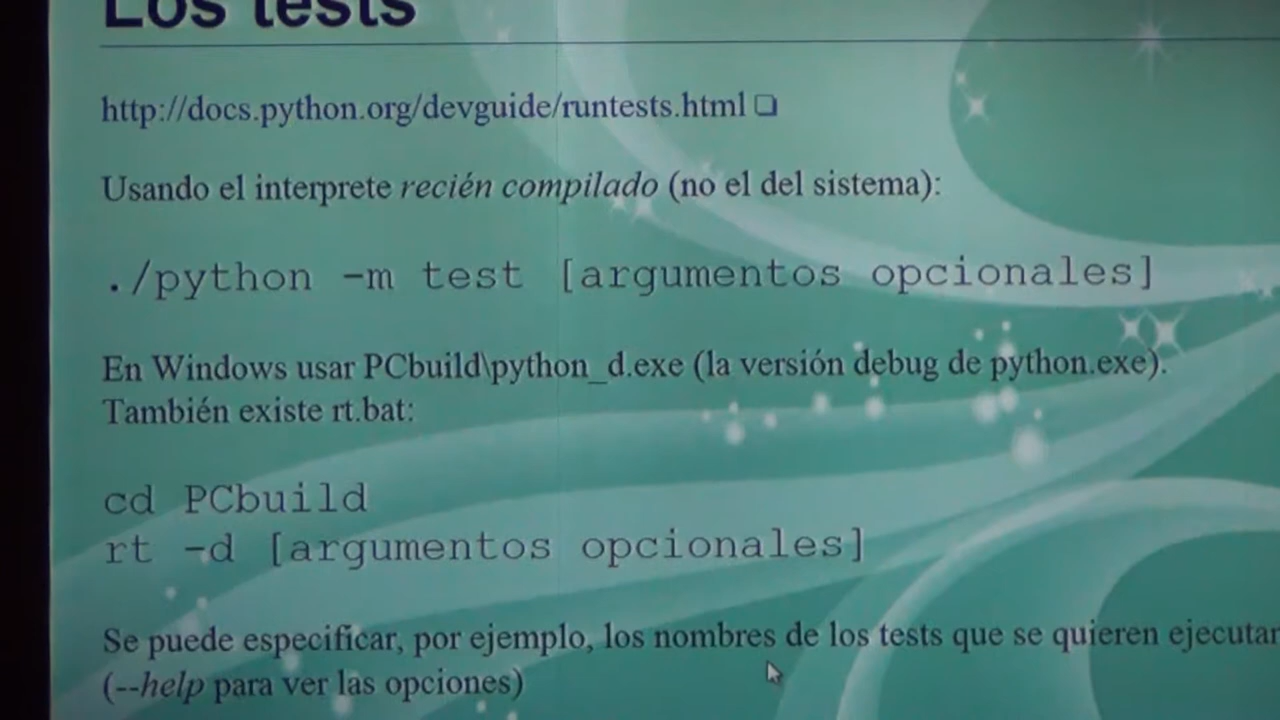 Los tests
http://docs.python.org/devguide/runtests.html
Usando el interprete recién compilado (no el del sistema):
./python -m test [argumentos opcionales]
En Windows usar PCbuild\python_d.exe (la versión debug de python.exe).
También existe rt.bat:
cd PCbuild
rt -d [argumentos opcionales]
Se puede especificar, por ejemplo, los nombres de los tests que se quieren ejecutar
(--help para ver las opciones)